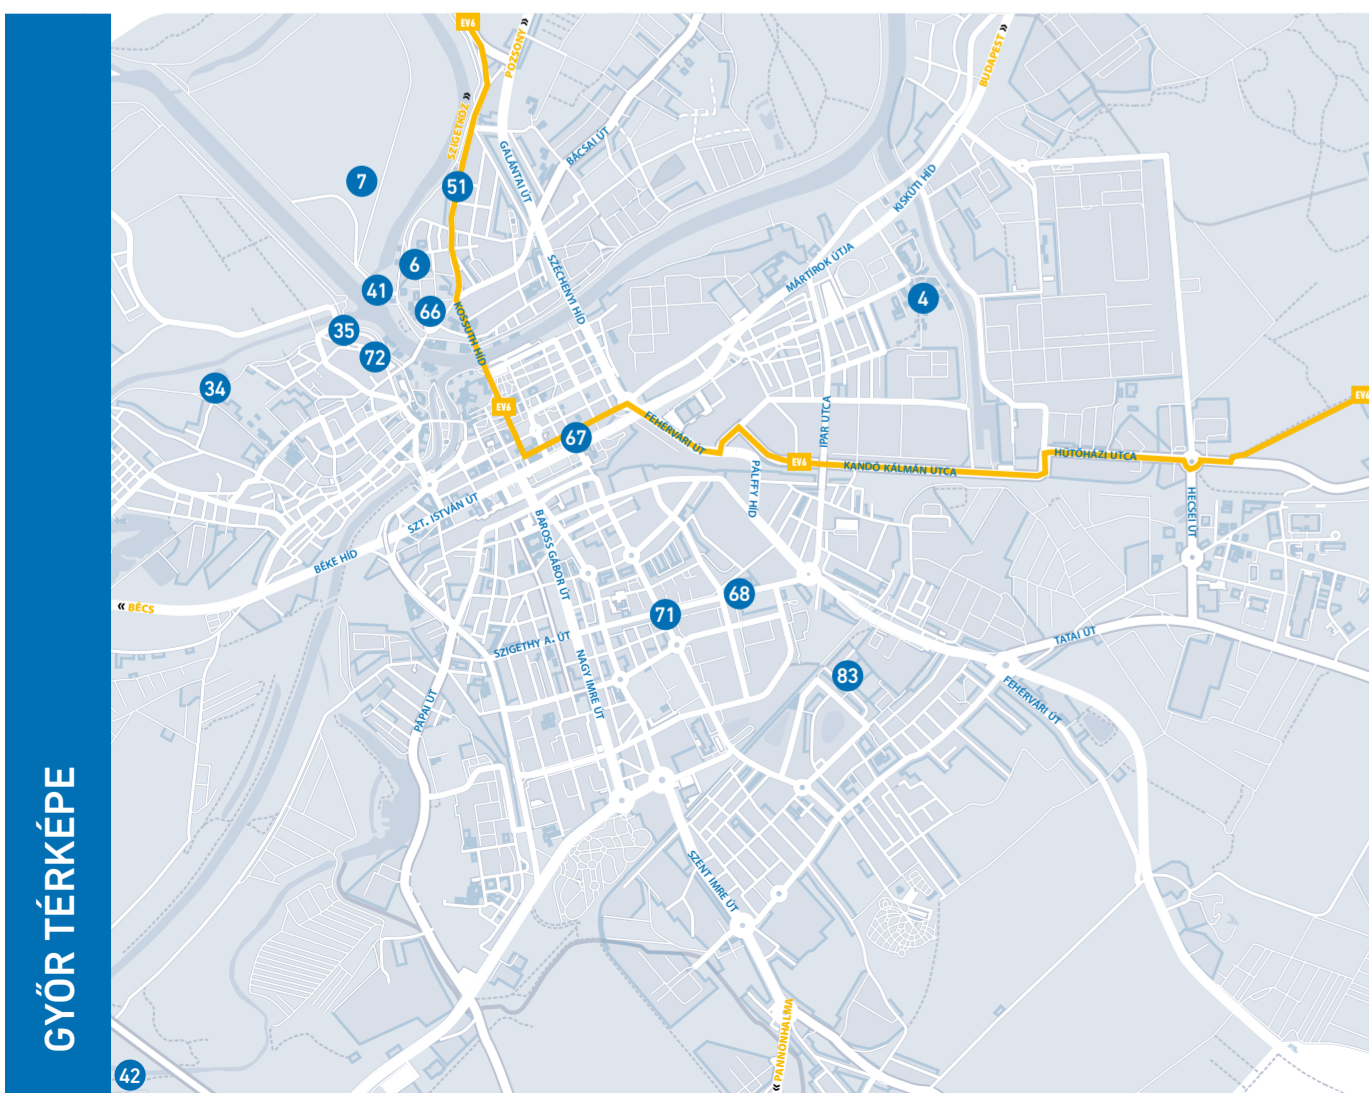 GYŐR TÉRKÉPE
EV6
POZSONY »
BUDAPEST »
SZIGETKÖZ »
GALÁNTAI ÚT
BÁCSAI ÚT
7
51
KISKÚTI HÍD
6
SZÉCHENYI HÍD
MÁRTÍROK ÚTJA
41
66
4
35
KOSSUTH HÍD
72
34
EV6
EV6
67
FEHÉRVÁRI ÚT
IPAR UTCA
EV6
KANDÓ KÁLMÁN UTCA
HŰTŐHÁZI UTCA
PÁLFFY HÍD
HECSEI ÚT
SZT. ISTVÁN ÚT
BAROSS GÁBOR ÚT
BÉKE HÍD
« BÉCS
68
71
SZIGETHY A. ÚT
TATAI ÚT
NAGY IMRE ÚT
83
FEHÉRVÁRI ÚT
PÁPAI ÚT
SZENT IMRE ÚT
« PANNONHALMA
42